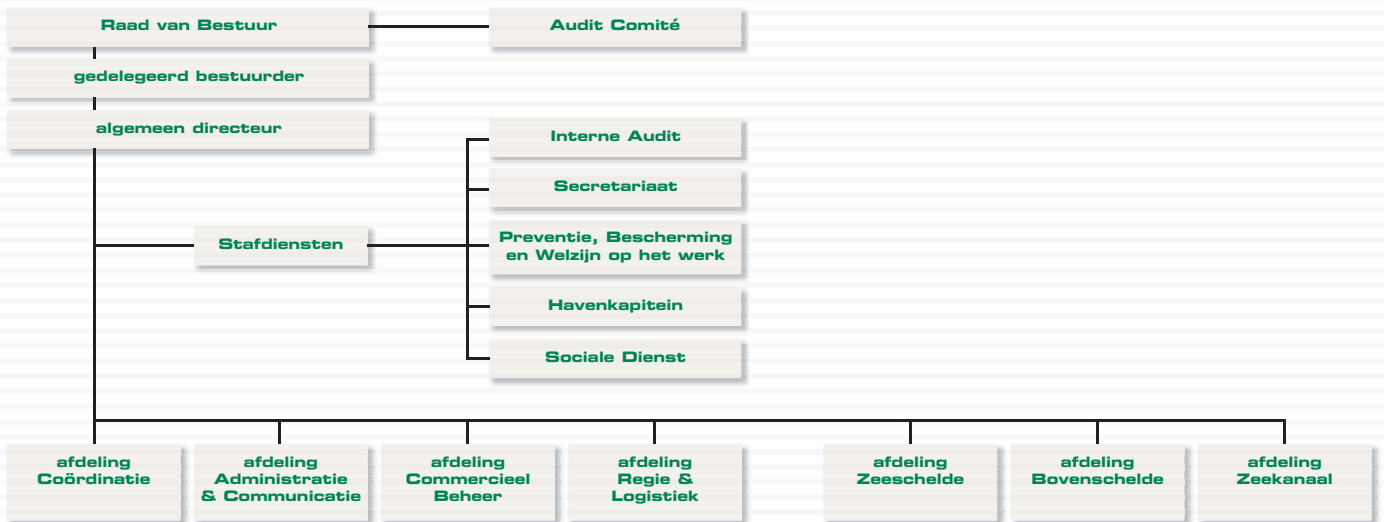 Raad van Bestuur
Audit Comité
gedelegeerd bestuurder
algemeen directeur
Interne Audit
Secretariaat
Stafdiensten
Preventie, Bescherming
en Welzijn op het werk
Havenkapitein
Sociale Dienst
afdeling
Coördinatie
afdeling
Administratie
& Communicatie
afdeling
Commercieel
Beheer
afdeling
Regie &
Logistiek
afdeling
Zeeschelde
afdeling
Bovenschelde
afdeling
Zeekanaal